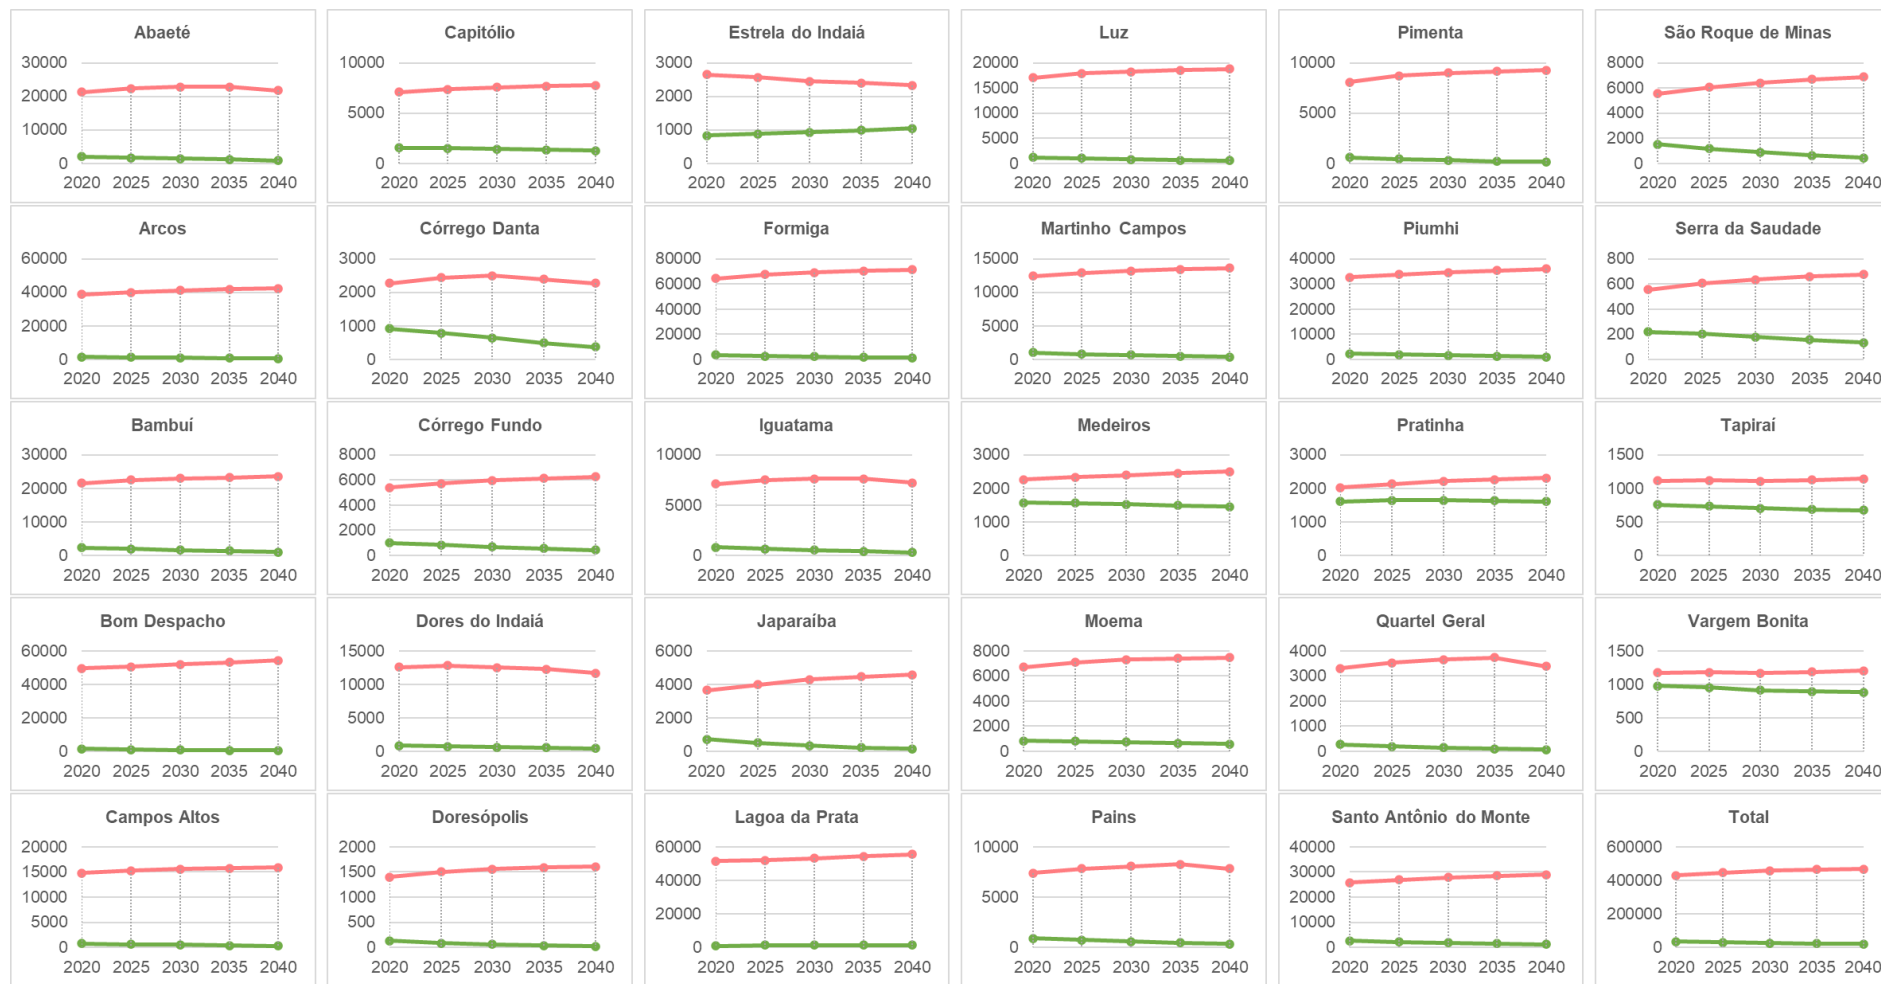 Abaeté
30000
20000
10000
0
2020 2025 2030 2035 2040
Capitólio
10000
5000
0
2020 2025 2030 2035 2040
Estrela do Indaiá
3000
2000
1000
0
2020 2025 2030 2035 2040
Luz
20000
15000
10000
5000
0
2020 2025 2030 2035 2040
Pimenta
10000
5000
0
2020 2025 2030 2035 2040
São Roque de Minas
8000
6000
4000
2000
0
2020 2025 2030 2035 2040
Arcos
60000
40000
20000
0
2020 2025 2030 2035 2040
Córrego Danta
3000
2000
1000
0
2020 2025 2030 2035 2040
Formiga
80000
60000
40000
20000
0
2020 2025 2030 2035 2040
Martinho Campos
15000
10000
5000
0
2020 2025 2030 2035 2040
Piumhi
40000
30000
20000
10000
0
2020 2025 2030 2035 2040
Serra da Saudade
800
600
400
200
0
2020 2025 2030 2035 2040
Bambuí
30000
20000
10000
0
2020 2025 2030 2035 2040
Córrego Fundo
8000
6000
4000
2000
0
2020 2025 2030 2035 2040
Iguatama
10000
5000
0
2020 2025 2030 2035 2040
Medeiros
3000
2000
1000
0
2020 2025 2030 2035 2040
Pratinha
3000
2000
1000
0
2020 2025 2030 2035 2040
Tapiraí
1500
1000
500
0
2020 2025 2030 2035 2040
Bom Despacho
60000
40000
20000
0
2020 2025 2030 2035 2040
Dores do Indaiá
15000
10000
5000
0
2020 2025 2030 2035 2040
Japaraíba
6000
4000
2000
0
2020 2025 2030 2035 2040
Moema
8000
6000
4000
2000
0
2020 2025 2030 2035 2040
Quartel Geral
4000
3000
2000
1000
0
2020 2025 2030 2035 2040
Vargem Bonita
1500
1000
500
0
2020 2025 2030 2035 2040
Campos Altos
20000
15000
10000
5000
0
2020 2025 2030 2035 2040
Doresópolis
2000
1500
1000
500
0
2020 2025 2030 2035 2040
Lagoa da Prata
60000
40000
20000
0
2020 2025 2030 2035 2040
Pains
10000
5000
0
2020 2025 2030 2035 2040
Santo Antônio do Monte
40000
30000
20000
10000
0
2020 2025 2030 2035 2040
Total
600000
400000
200000
0
2020 2025 2030 2035 2040